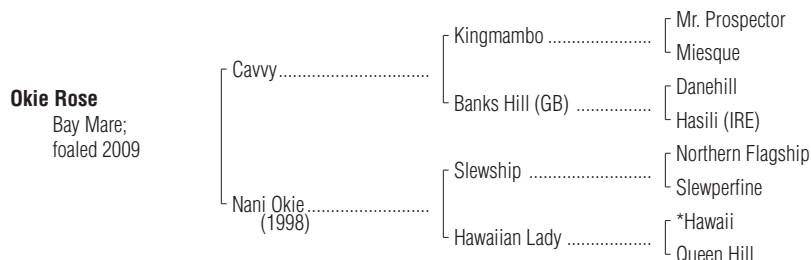 Okie Rose
Bay Mare;
foaled 2009
Cavvy
Nani Okie
(1998)
Kingmambo
Banks Hill (GB)
Slewship
Hawaiian Lady
Mr. Prospector
Miesque
Danehill
Hasili (IRE)
Northern Flagship
Slewperfine
*Hawaii
Queen Hill